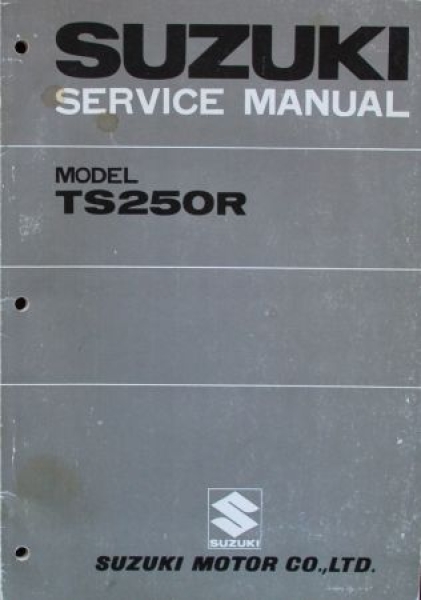 SUZUKI
SERVICE MANUAL
MODEL
TS250R
SUZUKI
SUZUKI MOTOR CO.,LTD.